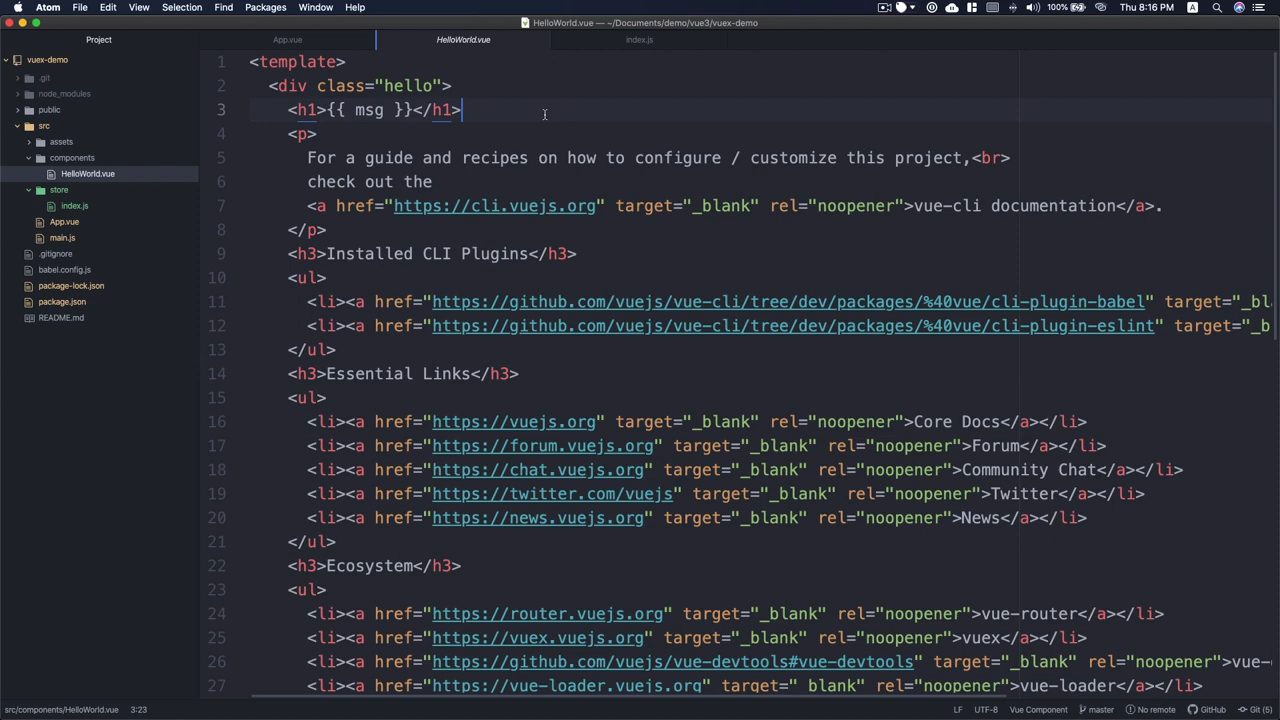 Atom File Edit View Selection Find Packages Window Help 100% Thu 8:16 PM A
HelloWorld.vue — ~/Documents/demo/vue3/vuex-demo
Project App.vue HelloWorld.vue index.js
vuex-demo
.git
node_modules
public
src
assets
components
HelloWorld.vue
store
index.js
App.vue
main.js
.gitignore
babel.config.js
package-lock.json
package.json
README.md
1 <template>
2 <div class="hello">
3 <h1>{{ msg }}</h1>
4 <p>
5 For a guide and recipes on how to configure / customize this project,<br>
6 check out the
7 <a href="https://cli.vuejs.org" target="_blank" rel="noopener">vue-cli documentation</a>.
8 </p>
9 <h3>Installed CLI Plugins</h3>
10 <ul>
11 <li><a href="https://github.com/vuejs/vue-cli/tree/dev/packages/%40vue/cli-plugin-babel" target="_bl
12 <li><a href="https://github.com/vuejs/vue-cli/tree/dev/packages/%40vue/cli-plugin-eslint" target="_b
13 </ul>
14 <h3>Essential Links</h3>
15 <ul>
16 <li><a href="https://vuejs.org" target="_blank" rel="noopener">Core Docs</a></li>
17 <li><a href="https://forum.vuejs.org" target="_blank" rel="noopener">Forum</a></li>
18 <li><a href="https://chat.vuejs.org" target="_blank" rel="noopener">Community Chat</a></li>
19 <li><a href="https://twitter.com/vuejs" target="_blank" rel="noopener">Twitter</a></li>
20 <li><a href="https://news.vuejs.org" target="_blank" rel="noopener">News</a></li>
21 </ul>
22 <h3>Ecosystem</h3>
23 <ul>
24 <li><a href="https://router.vuejs.org" target="_blank" rel="noopener">vue-router</a></li>
25 <li><a href="https://vuex.vuejs.org" target="_blank" rel="noopener">vuex</a></li>
26 <li><a href="https://github.com/vuejs/vue-devtools#vue-devtools" target="_blank" rel="noopener">vue-
27 <li><a href="https://vue-loader.vuejs.org" target="_blank" rel="noopener">vue-loader</a></li>
src/components/HelloWorld.vue 3:23 LF UTF-8 Vue Component master No remote GitHub Git (5)